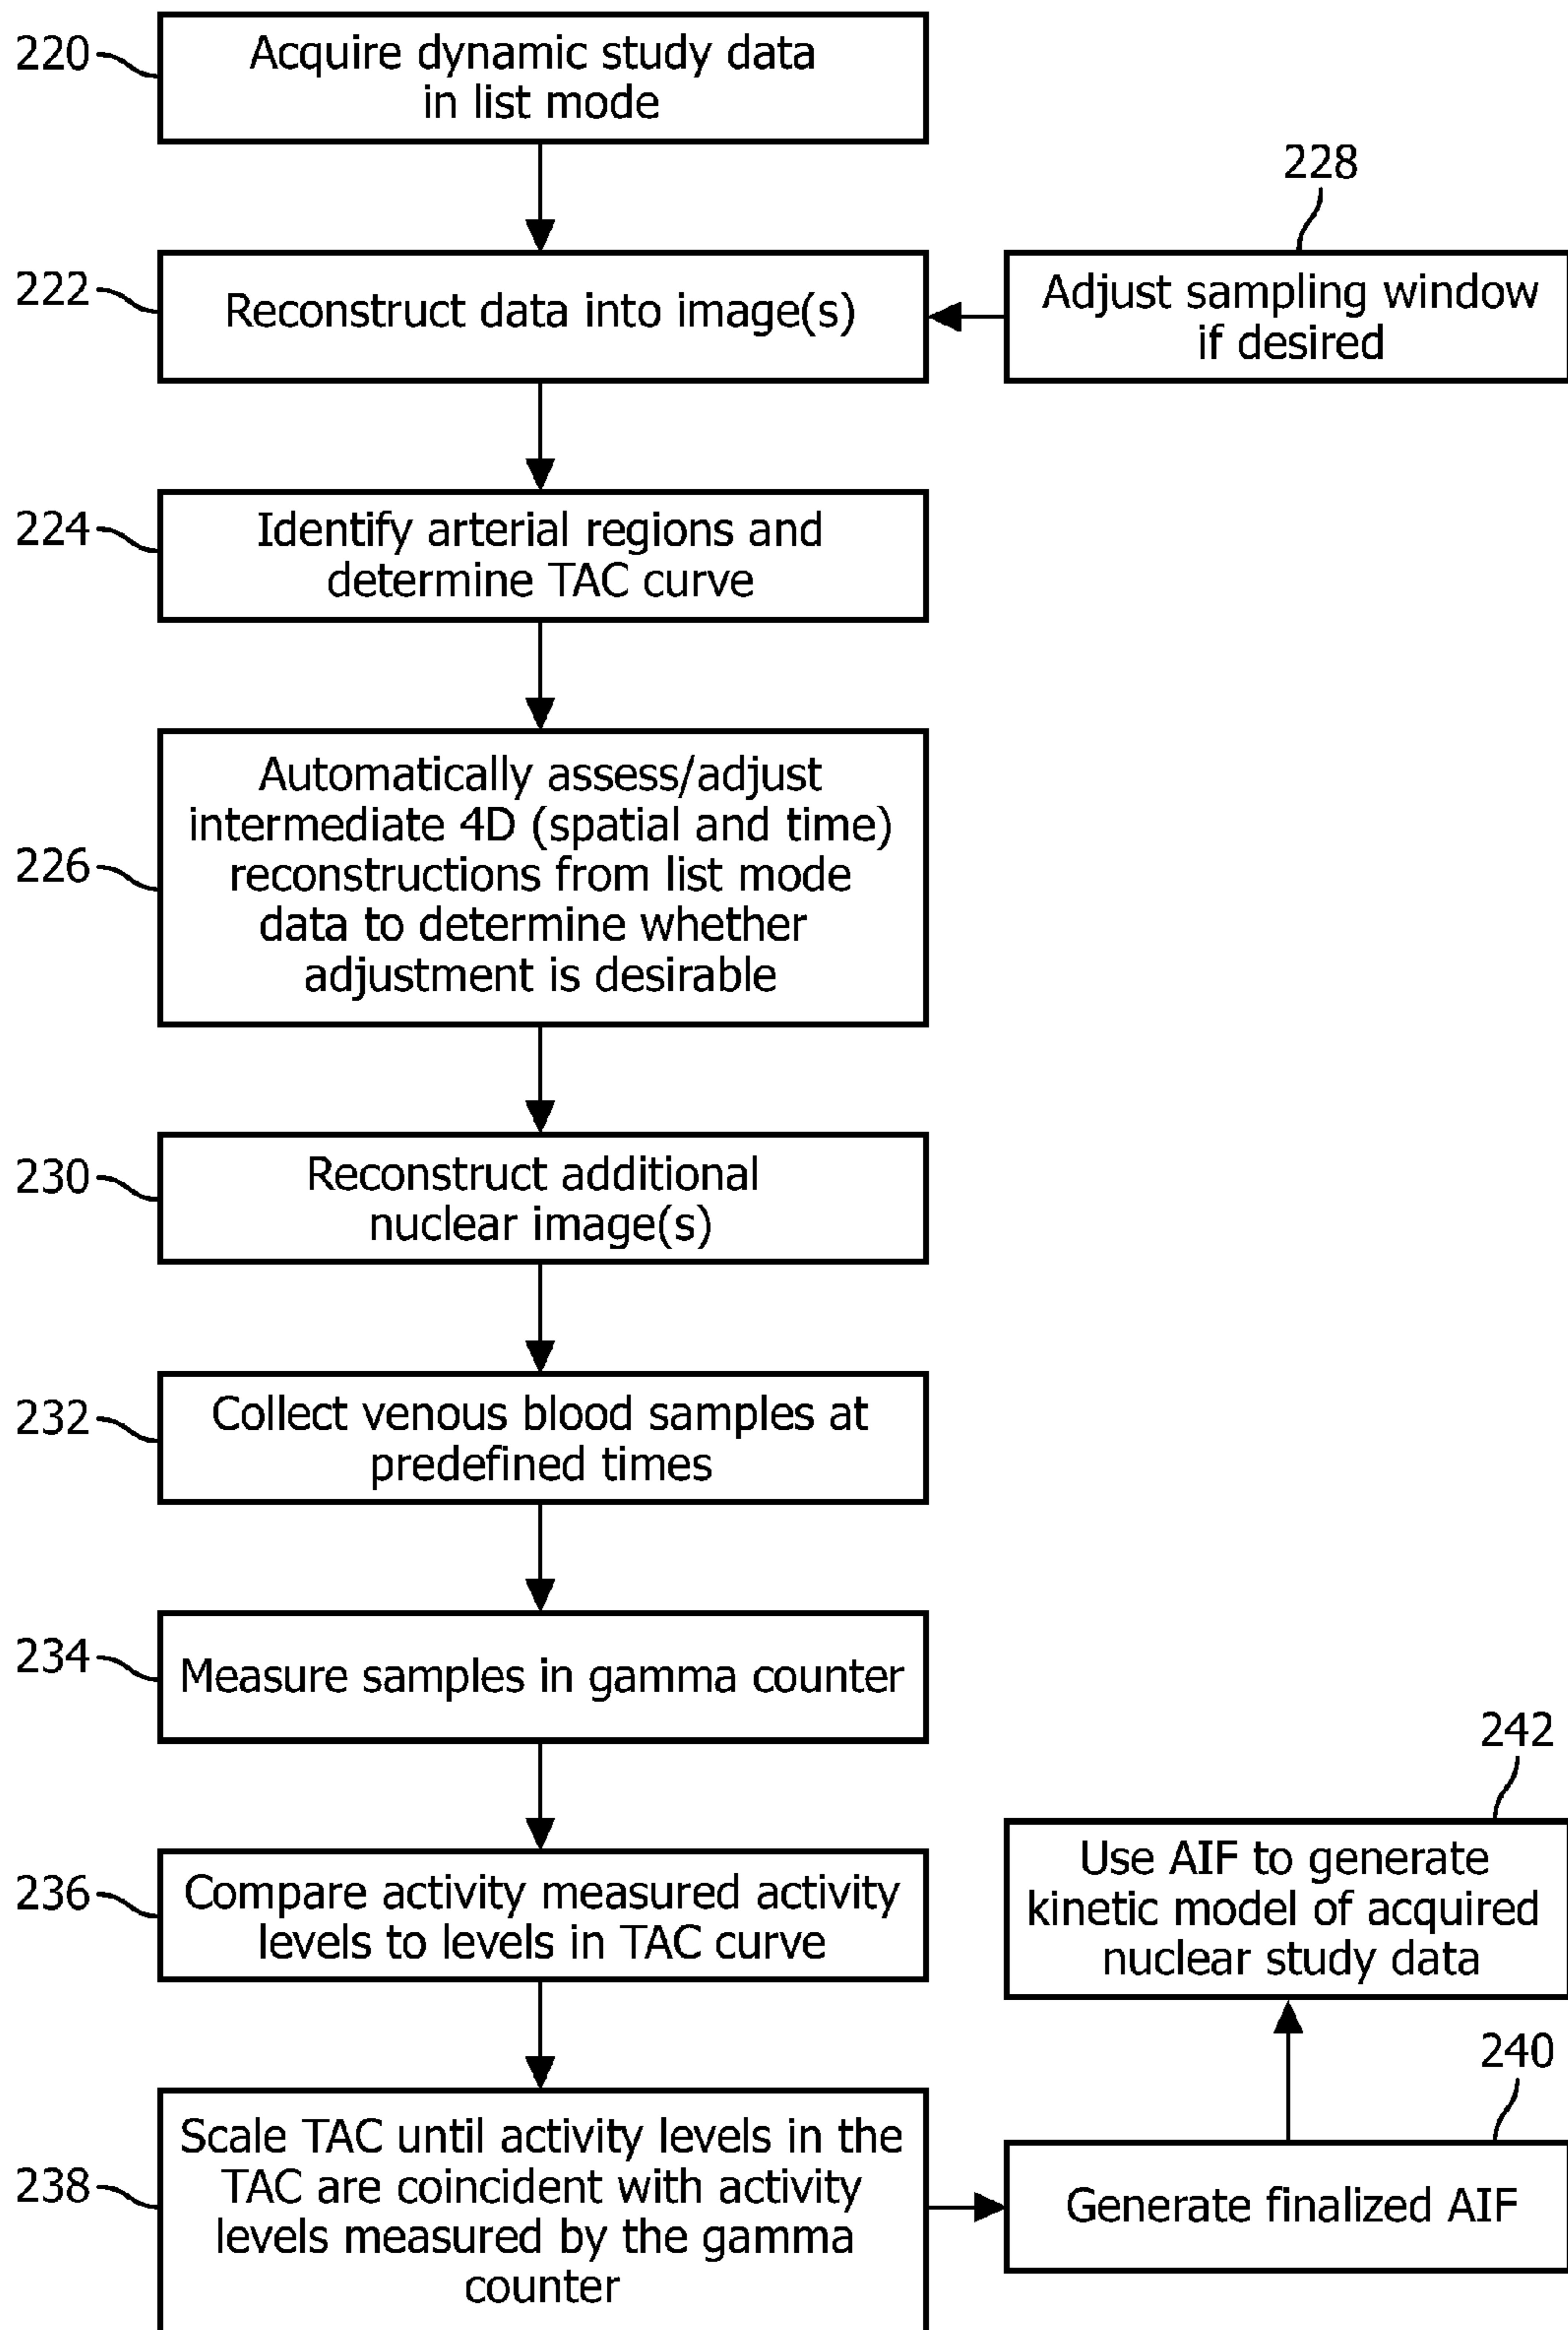 220
Acquire dynamic study data
in list mode
228
222
Reconstruct data into image(s)
Adjust sampling window
if desired
224
Identify arterial regions and
determine TAC curve
226
Automatically assess/adjust
intermediate 4D (spatial and time)
reconstructions from list mode
data to determine whether
adjustment is desirable
230
Reconstruct additional
nuclear image(s)
232
Collect venous blood samples at
predefined times
234
Measure samples in gamma counter
236
Compare activity measured activity
levels to levels in TAC curve
242
Use AIF to generate
kinetic model of acquired
nuclear study data
238
Scale TAC until activity levels in the
TAC are coincident with activity
levels measured by the gamma
counter
240
Generate finalized AIF